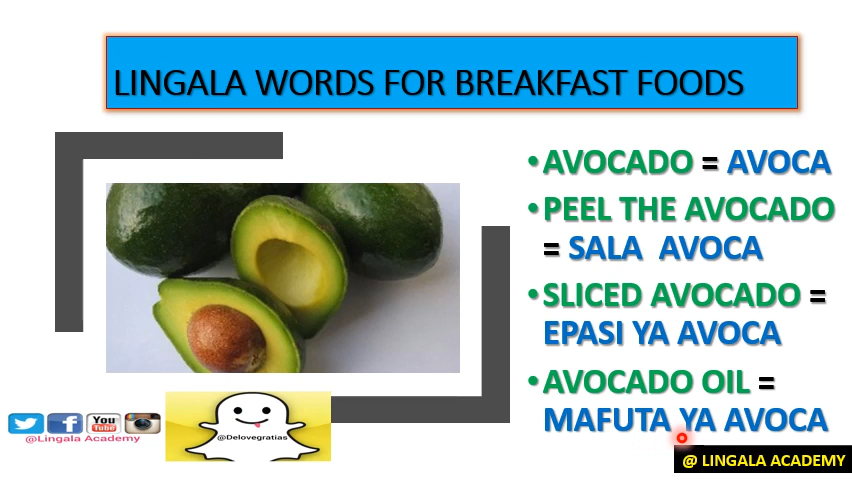 LINGALA WORDS FOR BREAKFAST FOODS
•AVOCADO = AVOCA
•PEEL THE AVOCADO
= SALA AVOCA
•SLICED AVOCADO =
EPASI YA AVOCA
•AVOCADO OIL =
MAFUTA YA AVOCA
You
Tube
@Lingala Academy
@Delovegratias
@ LINGALA ACADEMY